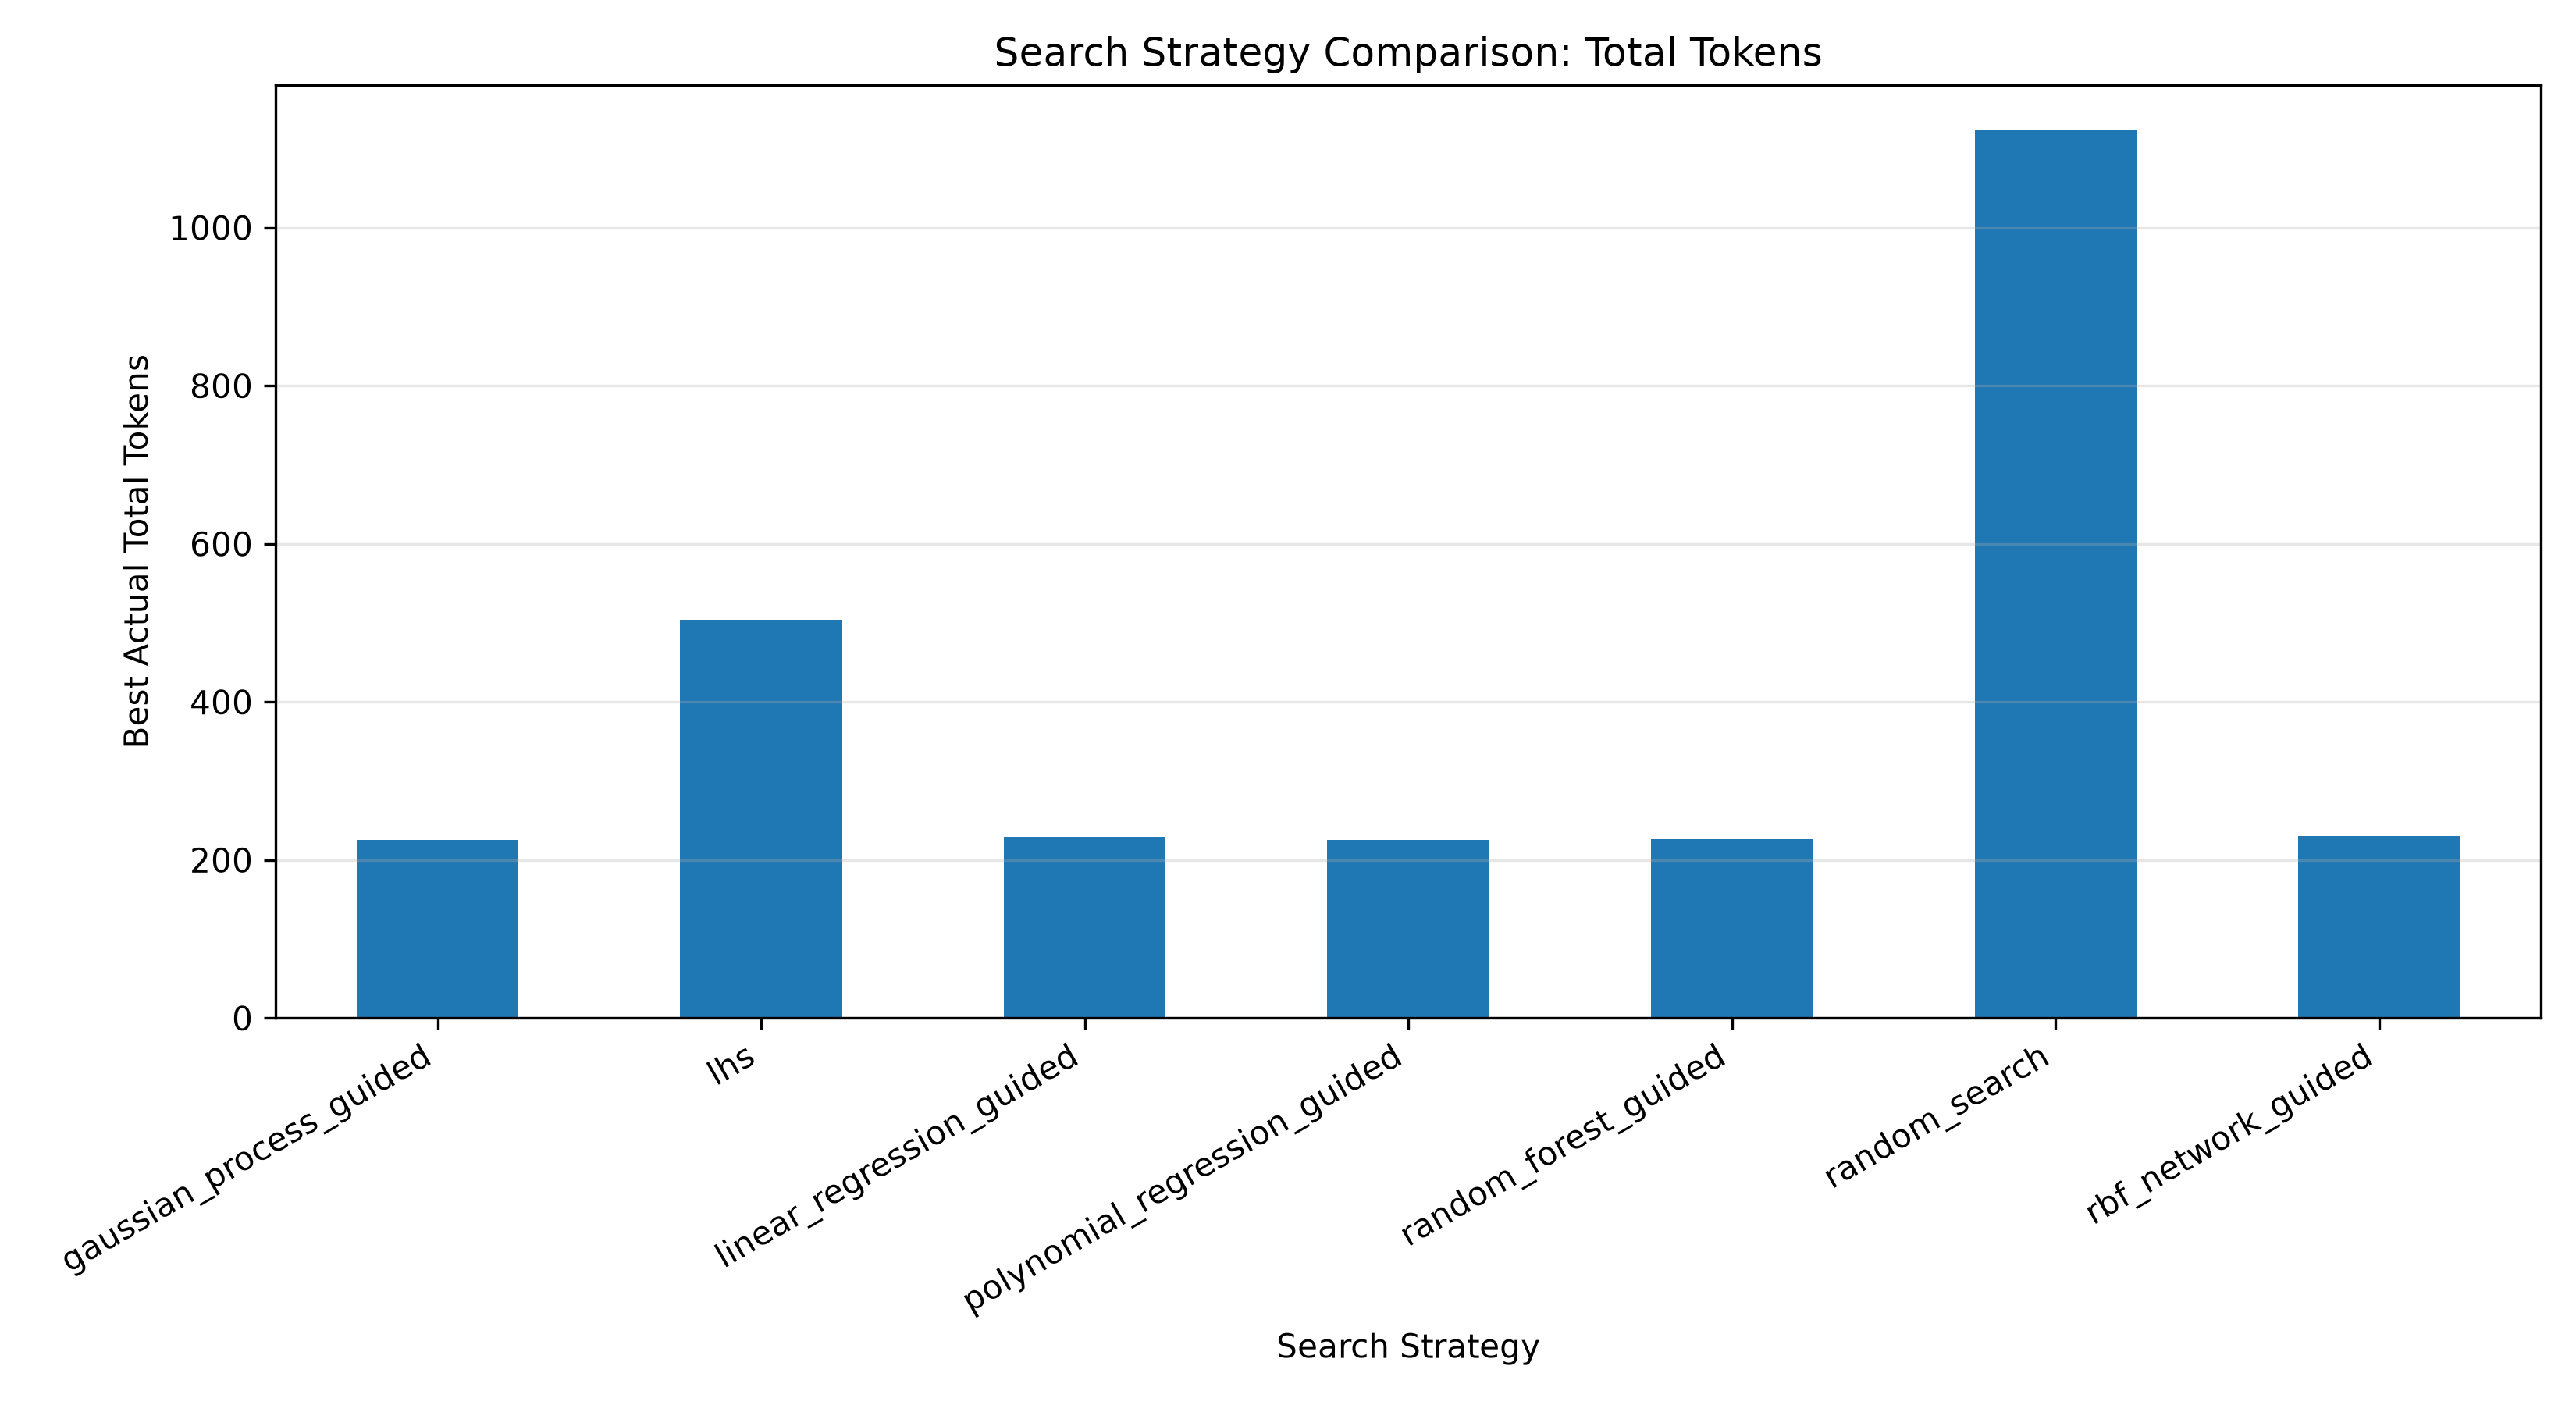 Search Strategy Comparison: Total Tokens
Best Actual Total Tokens
1000
800
600
400
200
0
gaussian_process_guided
lhs
linear_regression_guided
polynomial_regression_guided
random_forest_guided
random_search
rbf_network_guided
Search Strategy